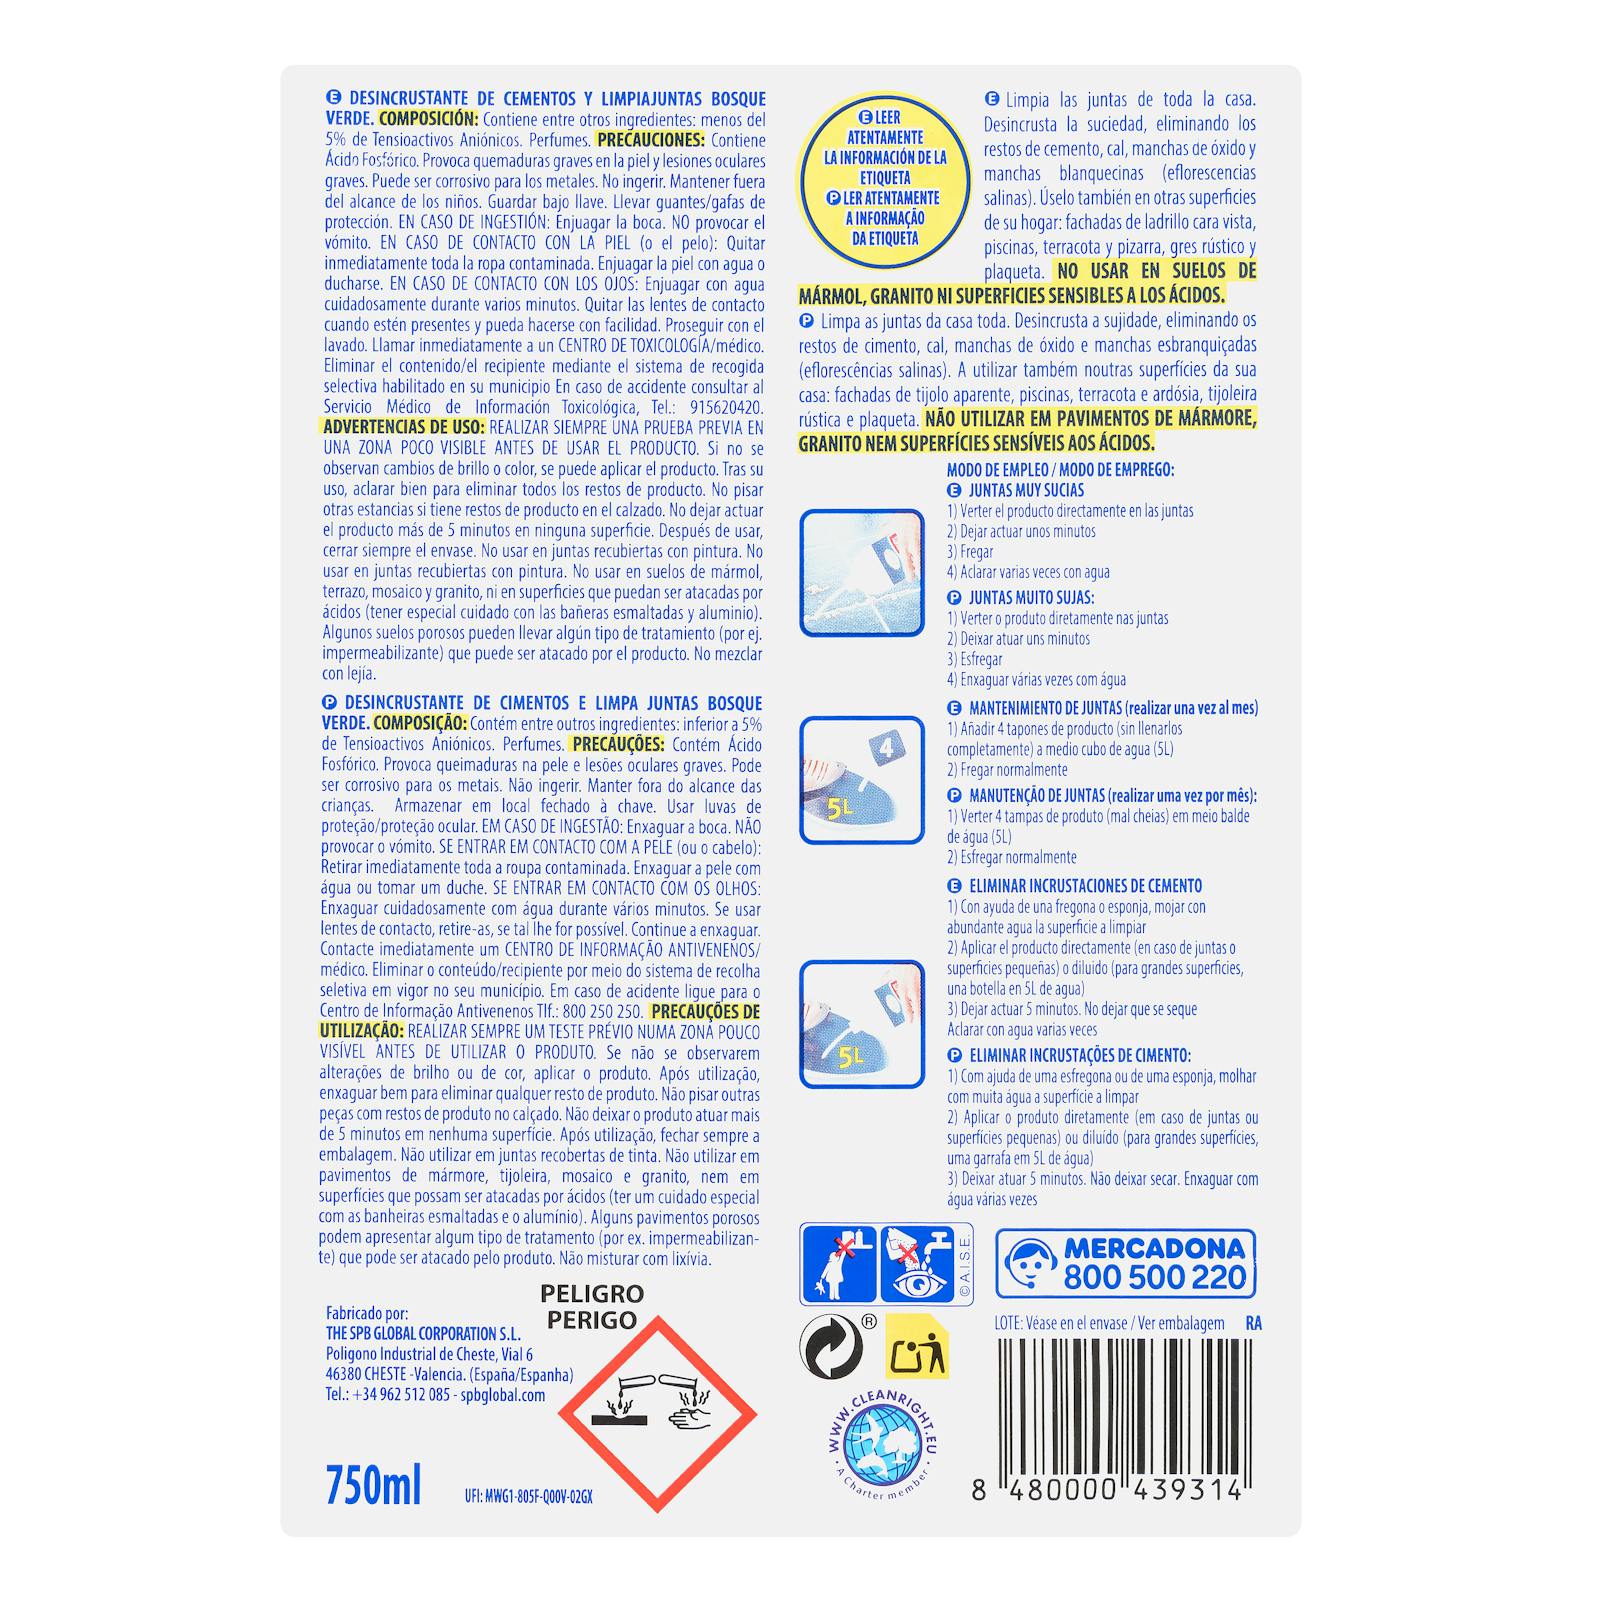 E DESINCRUSTANTE DE CEMENTOS Y LIMPIAJUNTAS BOSQUE
VERDE. COMPOSICIÓN: Contiene entre otros ingredientes: menos del
5% de Tensioactivos Aniónicos. Perfumes. PRECAUCIONES: Contiene
Ácido Fosfórico. Provoca quemaduras graves en la piel y lesiones oculares
graves. Puede ser corrosivo para los metales. No ingerir. Mantener fuera
del alcance de los niños. Guardar bajo llave. Llevar guantes/gafas de
protección. EN CASO DE INGESTIÓN: Enjuagar la boca. NO provocar el
vómito. EN CASO DE CONTACTO CON LA PIEL (o el pelo): Quitar
inmediatamente toda la ropa contaminada. Enjuagar la piel con agua o
ducharse. EN CASO DE CONTACTO CON LOS OJOS: Enjuagar con agua
cuidadosamente durante varios minutos. Quitar las lentes de contacto
cuando estén presentes y pueda hacerse con facilidad. Proseguir con el
lavado. Llamar inmediatamente a un CENTRO DE TOXICOLOGÍA/médico.
Eliminar el contenido/el recipiente mediante el sistema de recogida
selectiva habilitado en su municipio En caso de accidente consultar al
Servicio Médico de Información Toxicológica, Tel.: 915620420.
ADVERTENCIAS DE USO: REALIZAR SIEMPRE UNA PRUEBA PREVIA EN
UNA ZONA POCO VISIBLE ANTES DE USAR EL PRODUCTO. Si no se
observan cambios de brillo o color, se puede aplicar el producto. Tras su
uso, aclarar bien para eliminar todos los restos de producto. No pisar
otras estancias si tiene restos de producto en el calzado. No dejar actuar
el producto más de 5 minutos en ninguna superficie. Después de usar,
cerrar siempre el envase. No usar en juntas recubiertas con pintura. No
usar en juntas recubiertas con pintura. No usar en suelos de mármol,
terrazo, mosaico y granito, ni en superficies que puedan ser atacadas por
ácidos (tener especial cuidado con las bañeras esmaltadas y aluminio).
Algunos suelos porosos pueden llevar algún tipo de tratamiento (por ej.
impermeabilizante) que puede ser atacado por el producto. No mezclar
con lejía.
P DESINCRUSTANTE DE CIMENTOS E LIMPA JUNTAS BOSQUE
VERDE. COMPOSIÇÃO: Contém entre outros ingredientes: inferior a 5%
de Tensioactivos Aniónicos. Perfumes. PRECAUÇÕES: Contém Ácido
Fosfórico. Provoca queimaduras na pele e lesões oculares graves. Pode
ser corrosivo para os metais. Não ingerir. Manter fora do alcance das
crianças. Armazenar em local fechado à chave. Usar luvas de
proteção/proteção ocular. EM CASO DE INGESTÃO: Enxaguar a boca. NÃO
provocar o vómito. SE ENTRAR EM CONTACTO COM A PELE (ou o cabelo):
Retirar imediatamente toda a roupa contaminada. Enxaguar a pele com
água ou tomar um duche. SE ENTRAR EM CONTACTO COM OS OLHOS:
Enxaguar cuidadosamente com água durante vários minutos. Se usar
lentes de contacto, retire-as, se tal lhe for possível. Continue a enxaguar.
Contacte imediatamente um CENTRO DE INFORMAÇÃO ANTIVENENOS/
médico. Eliminar o conteúdo/recipiente por meio do sistema de recolha
seletiva em vigor no seu município. Em caso de acidente ligue para o
Centro de Informação Antivenenos Tlf.: 800 250 250. PRECAUÇÕES DE
UTILIZAÇÃO: REALIZAR SEMPRE UM TESTE PRÉVIO NUMA ZONA POUCO
VISÍVEL ANTES DE UTILIZAR O PRODUTO. Se não se observarem
alterações de brilho ou de cor, aplicar o produto. Após utilização,
enxaguar bem para eliminar qualquer resto de produto. Não pisar outras
peças com restos de produto no calçado. Não deixar o produto atuar mais
de 5 minutos em nenhuma superfície. Após utilização, fechar sempre a
embalagem. Não utilizar em juntas recobertas de tinta. Não utilizar em
pavimentos de mármore, tijoleira, mosaico e granito, nem em
superfícies que possam ser atacadas por ácidos (ter um cuidado especial
com as banheiras esmaltadas e o alumínio). Alguns pavimentos porosos
podem apresentar algum tipo de tratamento (por ex. impermeabilizan-
te) que pode ser atacado pelo produto. Não misturar com lixívia.
Fabricado por:
THE SPB GLOBAL CORPORATION S.L.
Poligono Industrial de Cheste, Vial 6
46380 CHESTE -Valencia. (España/Espanha)
Tel.: +34 962 512 085 - spbglobal.com
PELIGRO
PERIGO
750ml
UFI: MWG1-805F-Q00V-02GX
E LEER
ATENTAMENTE
LA INFORMACIÓN DE LA
ETIQUETA
P LER ATENTAMENTE
A INFORMAÇÃO
DA ETIQUETA
E Limpia las juntas de toda la casa.
Desincrusta la suciedad, eliminando los
restos de cemento, cal, manchas de óxido y
manchas blanquecinas (eflorescencias
salinas). Úselo también en otras superficies
de su hogar: fachadas de ladrillo cara vista,
piscinas, terracota y pizarra, gres rústico y
plaqueta. NO USAR EN SUELOS DE
MÁRMOL, GRANITO NI SUPERFICIES SENSIBLES A LOS ÁCIDOS.
P Limpa as juntas da casa toda. Desincrusta a sujidade, eliminando os
restos de cimento, cal, manchas de óxido e manchas esbranquiçadas
(eflorescências salinas). A utilizar também noutras superfícies da sua
casa: fachadas de tijolo aparente, piscinas, terracota e ardósia, tijoleira
rústica e plaqueta. NÃO UTILIZAR EM PAVIMENTOS DE MÁRMORE,
GRANITO NEM SUPERFÍCIES SENSÍVEIS AOS ÁCIDOS.
MODO DE EMPLEO / MODO DE EMPREGO:
E JUNTAS MUY SUCIAS
1) Verter el producto directamente en las juntas
2) Dejar actuar unos minutos
3) Fregar
4) Aclarar varias veces con agua
P JUNTAS MUITO SUJAS:
1) Verter o produto diretamente nas juntas
2) Deixar atuar uns minutos
3) Esfregar
4) Enxaguar várias vezes com água
4
5L
E MANTENIMIENTO DE JUNTAS (realizar una vez al mes)
1) Añadir 4 tapones de producto (sin llenarlos
completamente) a medio cubo de agua (5L)
2) Fregar normalmente
P MANUTENÇÃO DE JUNTAS (realizar uma vez por mês):
1) Verter 4 tampas de produto (mal cheias) em meio balde
de água (5L)
2) Esfregar normalmente
5L
E ELIMINAR INCRUSTACIONES DE CEMENTO
1) Con ayuda de una fregona o esponja, mojar con
abundante agua la superficie a limpiar
2) Aplicar el producto directamente (en caso de juntas o
superficies pequeñas) o diluido (para grandes superficies,
una botella en 5L de agua)
3) Dejar actuar 5 minutos. No dejar que se seque
Aclarar con agua varias veces
P ELIMINAR INCRUSTAÇÕES DE CIMENTO:
1) Com ajuda de uma esfregona ou de uma esponja, molhar
com muita água a superfície a limpar
2) Aplicar o produto diretamente (em caso de juntas ou
superfícies pequenas) ou diluído (para grandes superfícies,
uma garrafa em 5L de água)
3) Deixar atuar 5 minutos. Não deixar secar. Enxaguar com
água várias vezes
© A.I.S.E.
MERCADONA
800 500 220
LOTE: Véase en el envase / Ver embalagem RA
®
WWW.CLEANRIGHT.EU
• A Charter member •
8 480000 439314